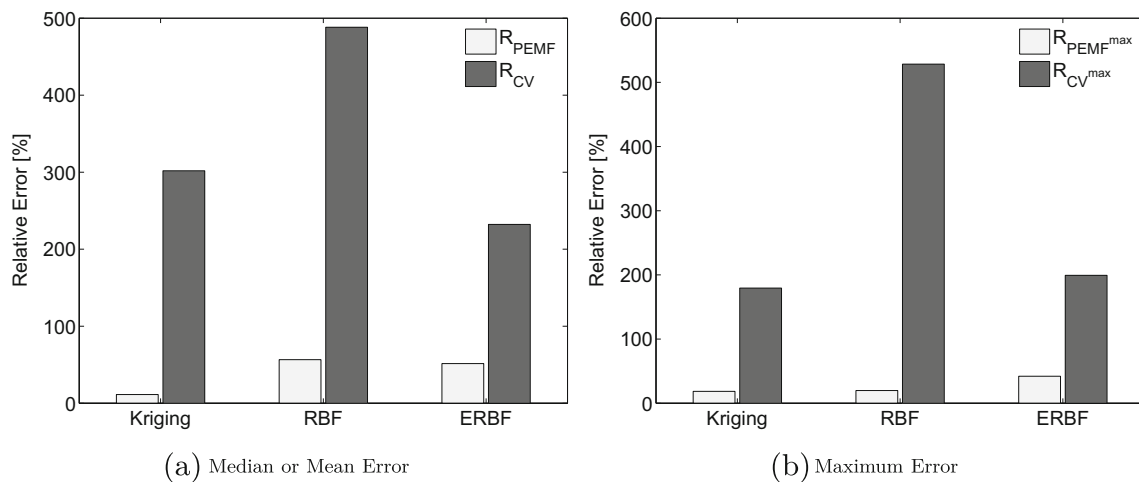 500
400
300
200
100
0
Relative Error [%]
R_PEMF
R_CV
Kriging RBF ERBF
(a) Median or Mean Error
600
500
400
300
200
100
0
Relative Error [%]
R_PEMF^max
R_CV^max
Kriging RBF ERBF
(b) Maximum Error